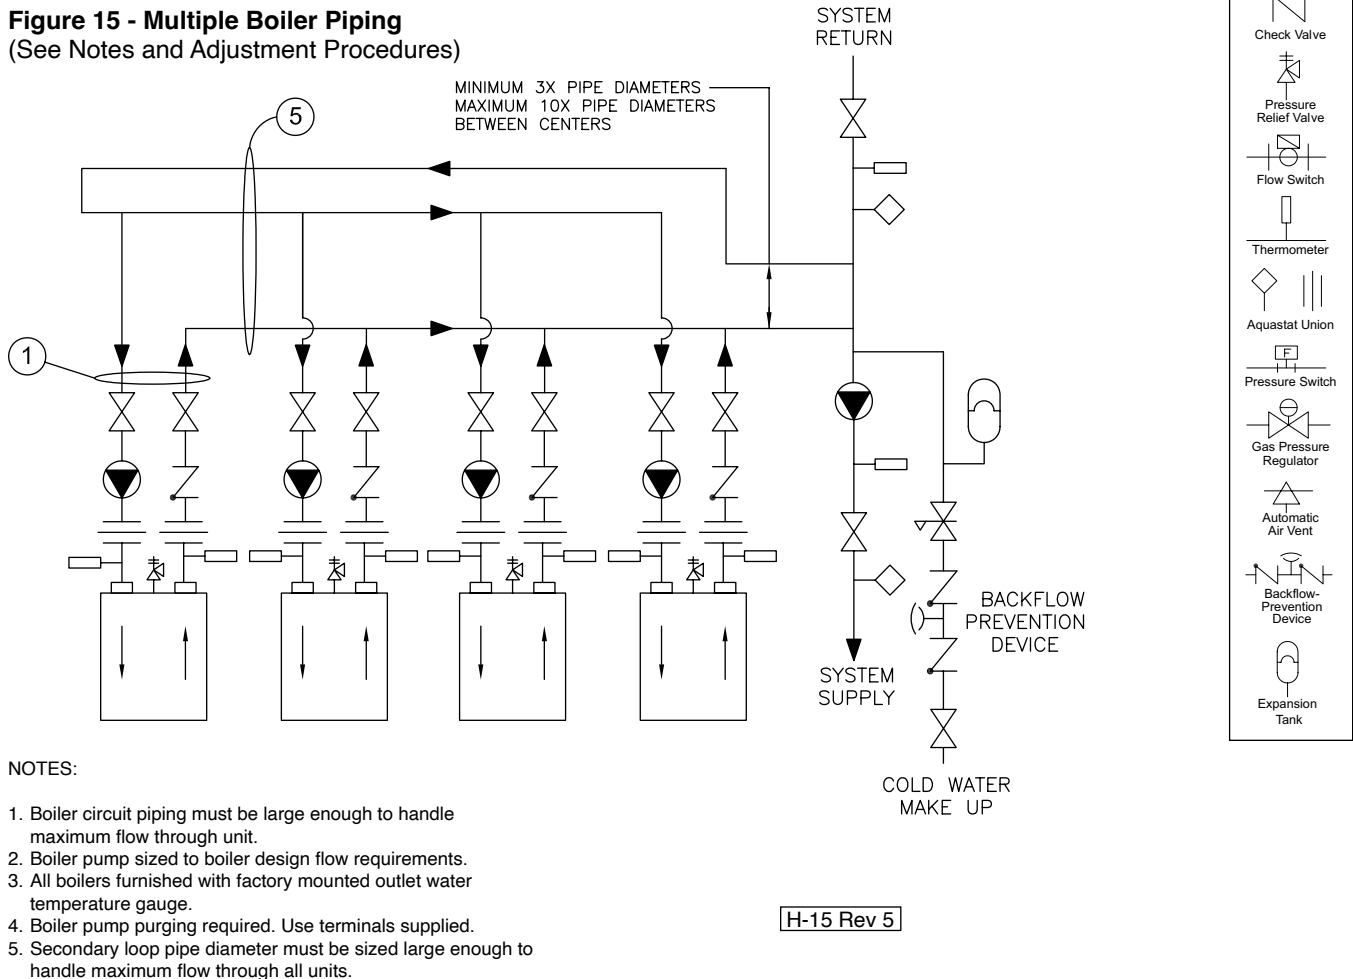 Figure 15 - Multiple Boiler Piping
(See Notes and Adjustment Procedures)
SYSTEM
RETURN
MINIMUM 3X PIPE DIAMETERS
MAXIMUM 10X PIPE DIAMETERS
BETWEEN CENTERS
5
1
BACKFLOW
PREVENTION
DEVICE
SYSTEM
SUPPLY
COLD WATER
MAKE UP
Check Valve
Pressure
Relief Valve
Flow Switch
Thermometer
Aquastat Union
F
Pressure Switch
Gas Pressure
Regulator
Automatic
Air Vent
Backflow-
Prevention
Device
Expansion
Tank
NOTES:
1. Boiler circuit piping must be large enough to handle
maximum flow through unit.
2. Boiler pump sized to boiler design flow requirements.
3. All boilers furnished with factory mounted outlet water
temperature gauge.
4. Boiler pump purging required. Use terminals supplied.
5. Secondary loop pipe diameter must be sized large enough to
handle maximum flow through all units.
H-15 Rev 5